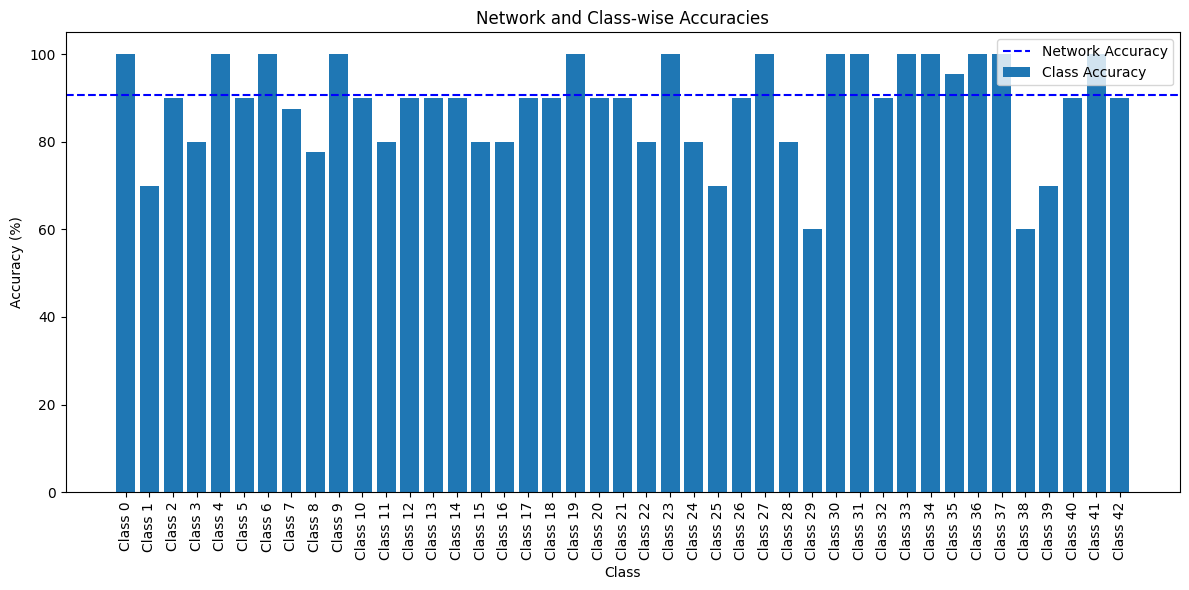 Network and Class-wise Accuracies
Network Accuracy
Class Accuracy
Accuracy (%)
100
80
60
40
20
0
Class 0
Class 1
Class 2
Class 3
Class 4
Class 5
Class 6
Class 7
Class 8
Class 9
Class 10
Class 11
Class 12
Class 13
Class 14
Class 15
Class 16
Class 17
Class 18
Class 19
Class 20
Class 21
Class 22
Class 23
Class 24
Class 25
Class 26
Class 27
Class 28
Class 29
Class 30
Class 31
Class 32
Class 33
Class 34
Class 35
Class 36
Class 37
Class 38
Class 39
Class 40
Class 41
Class 42
Class